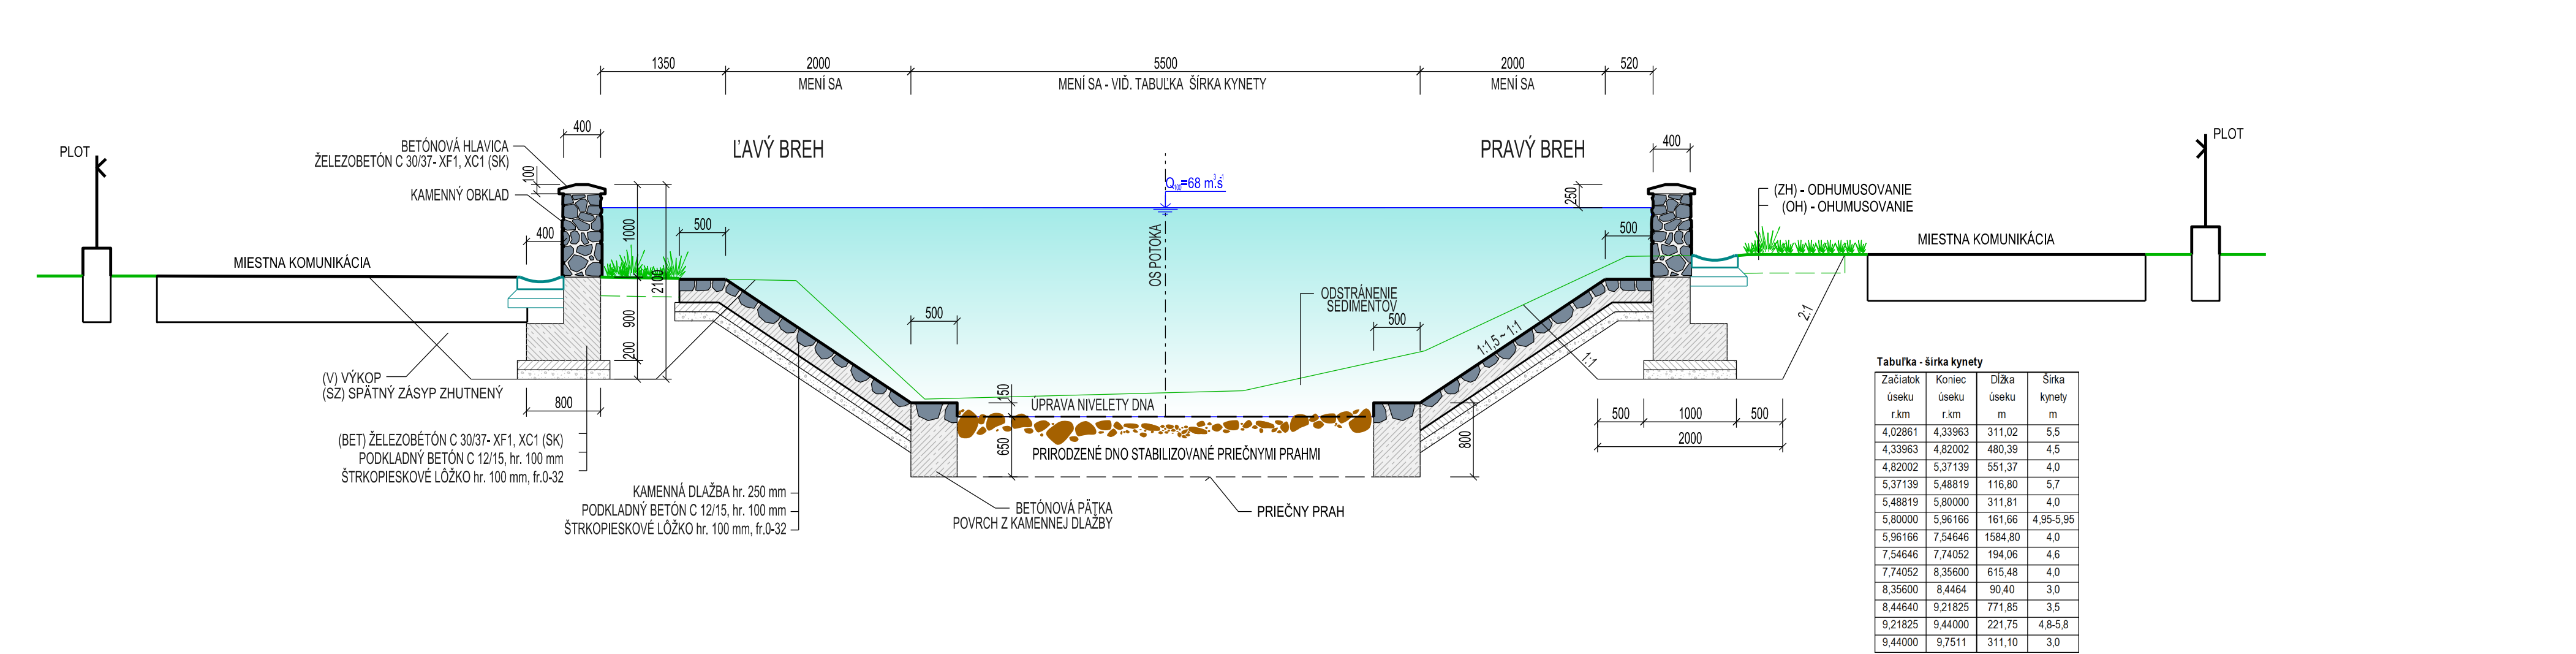 1350
2000
5500
2000
520
MENÍ SA
MENÍ SA - VIĎ. TABUĽKA ŠÍRKA KYNETY
MENÍ SA
400
400
PLOT
BETÓNOVÁ HLAVICA
ŽELEZOBETÓN C 30/37- XF1, XC1 (SK)
ĽAVÝ BREH
PRAVÝ BREH
PLOT
100
KAMENNÝ OBKLAD
Q100=68 m³.s⁻¹
250
(ZH) - ODHUMUSOVANIE
(OH) - OHUMUSOVANIE
400
1000
500
500
OS POTOKA
MIESTNA KOMUNIKÁCIA
MIESTNA KOMUNIKÁCIA
2100
900
200
500
500
ODSTRÁNENIE
SEDIMENTOV
1:1,5 ~ 1:1
1:1
2:1
(V) VÝKOP
(SZ) SPÄTNÝ ZÁSYP ZHUTNENÝ
800
150
ÚPRAVA NIVELETY DNA
650
800
PRIRODZENÉ DNO STABILIZOVANÉ PRIEČNYMI PRAHMI
500
1000
500
2000
(BET) ŽELEZOBÉTÓN C 30/37- XF1, XC1 (SK)
PODKLADNÝ BETÓN C 12/15, hr. 100 mm
ŠTRKOPIESKOVÉ LÔŽKO hr. 100 mm, fr.0-32
KAMENNÁ DLAŽBA hr. 250 mm
PODKLADNÝ BETÓN C 12/15, hr. 100 mm
ŠTRKOPIESKOVÉ LÔŽKO hr. 100 mm, fr.0-32
BETÓNOVÁ PÄTKA
POVRCH Z KAMENNEJ DLAŽBY
PRIEČNY PRAH
Tabuľka - šírka kynety
Začiatok Koniec Dĺžka Šírka
úseku úseku úseku kynety
r.km r.km m m
4,02861 4,33963 311,02 5,5
4,33963 4,82002 480,39 4,5
4,82002 5,37139 551,37 4,0
5,37139 5,48819 116,80 5,7
5,48819 5,80000 311,81 4,0
5,80000 5,96166 161,66 4,95-5,95
5,96166 7,54646 1584,80 4,0
7,54646 7,74052 194,06 4,6
7,74052 8,35600 615,48 4,0
8,35600 8,4464 90,40 3,0
8,44640 9,21825 771,85 3,5
9,21825 9,44000 221,75 4,8-5,8
9,44000 9,7511 311,10 3,0